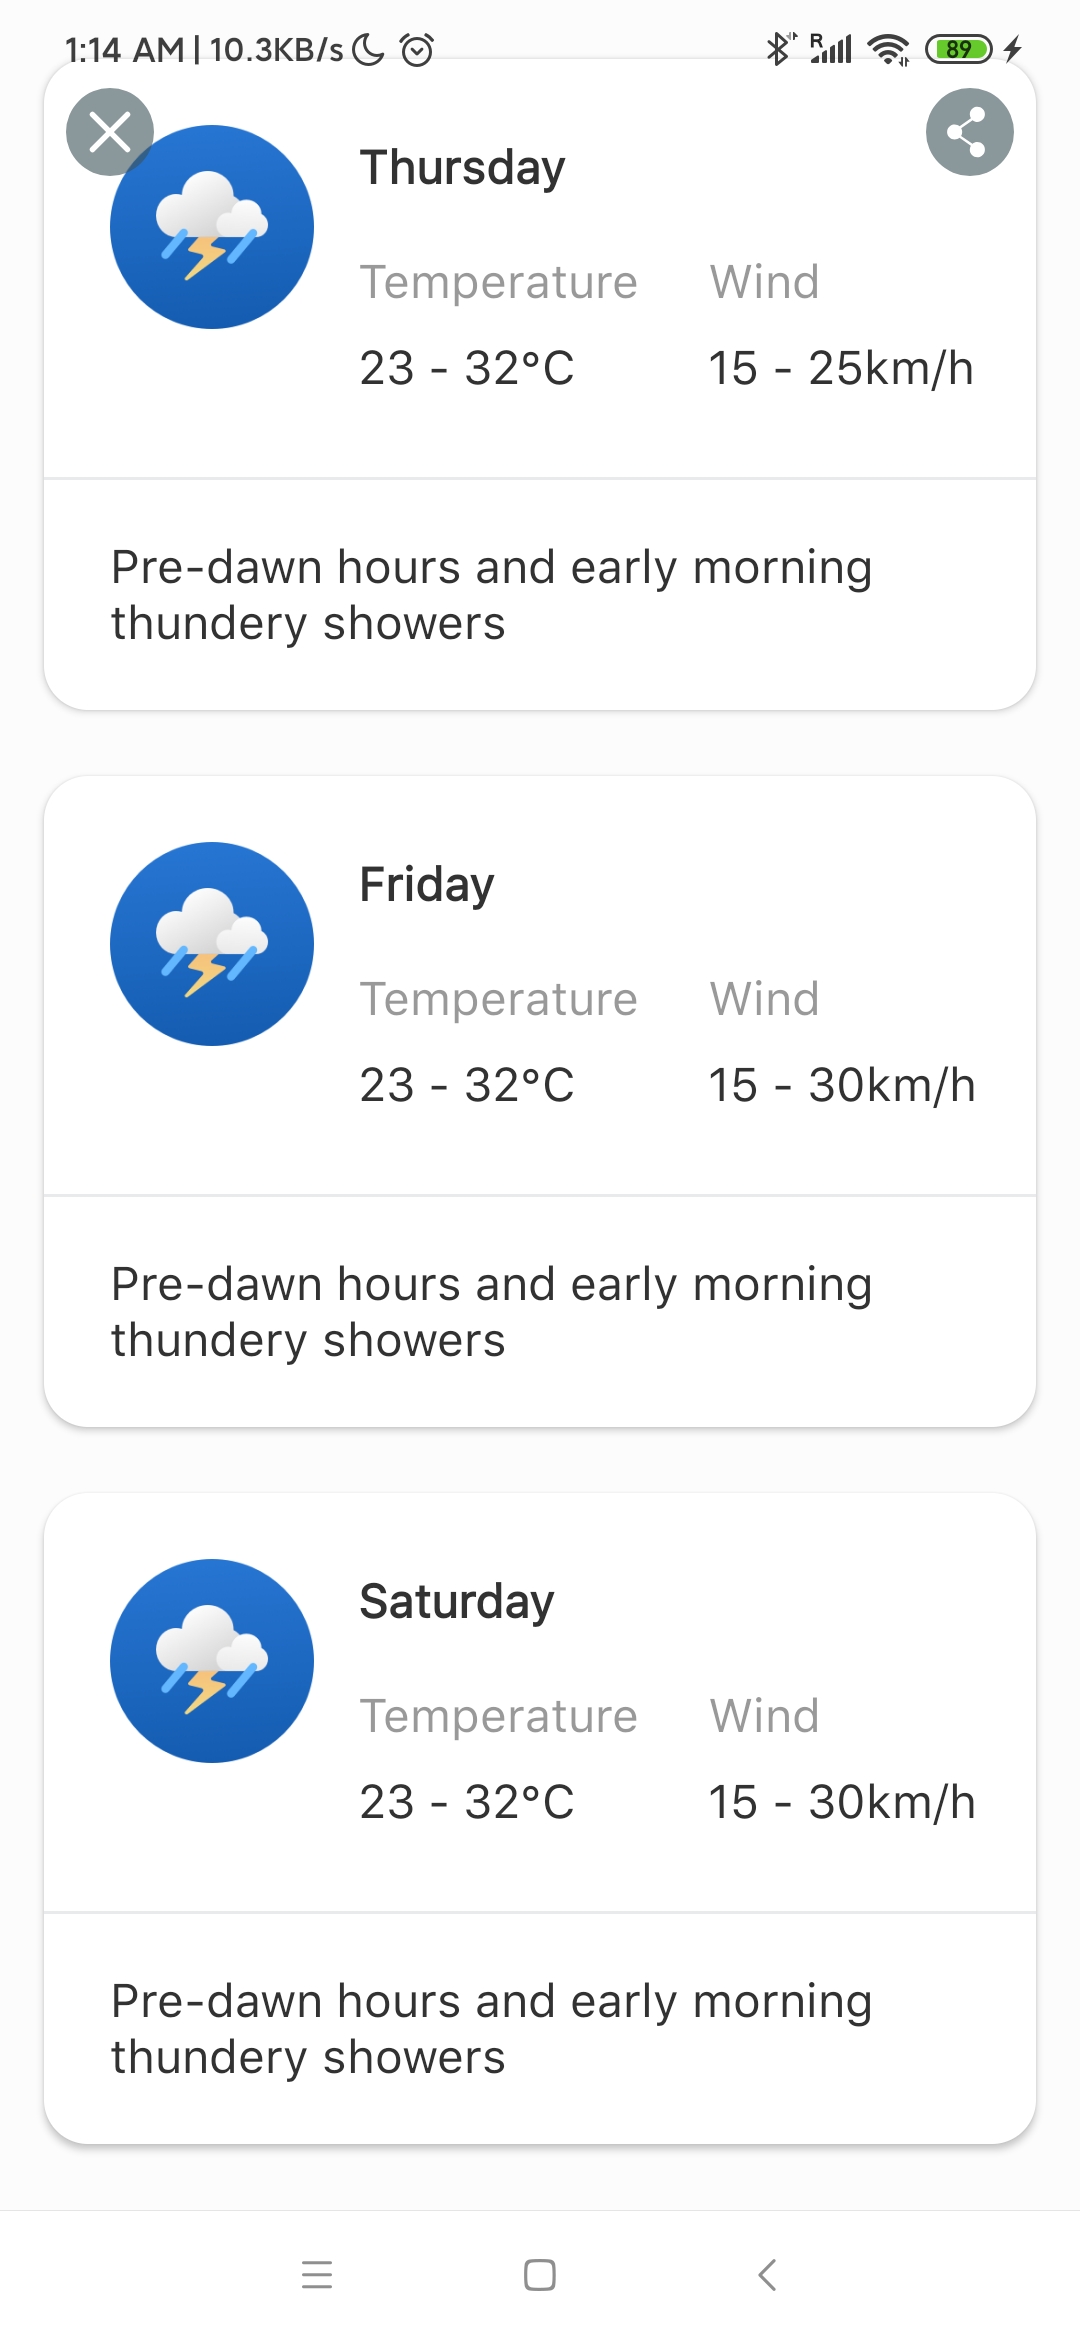 1:14 AM | 10.3KB/s
R
89
Thursday
Temperature Wind
23 - 32°C 15 - 25km/h
Pre-dawn hours and early morning
thundery showers
Friday
Temperature Wind
23 - 32°C 15 - 30km/h
Pre-dawn hours and early morning
thundery showers
Saturday
Temperature Wind
23 - 32°C 15 - 30km/h
Pre-dawn hours and early morning
thundery showers